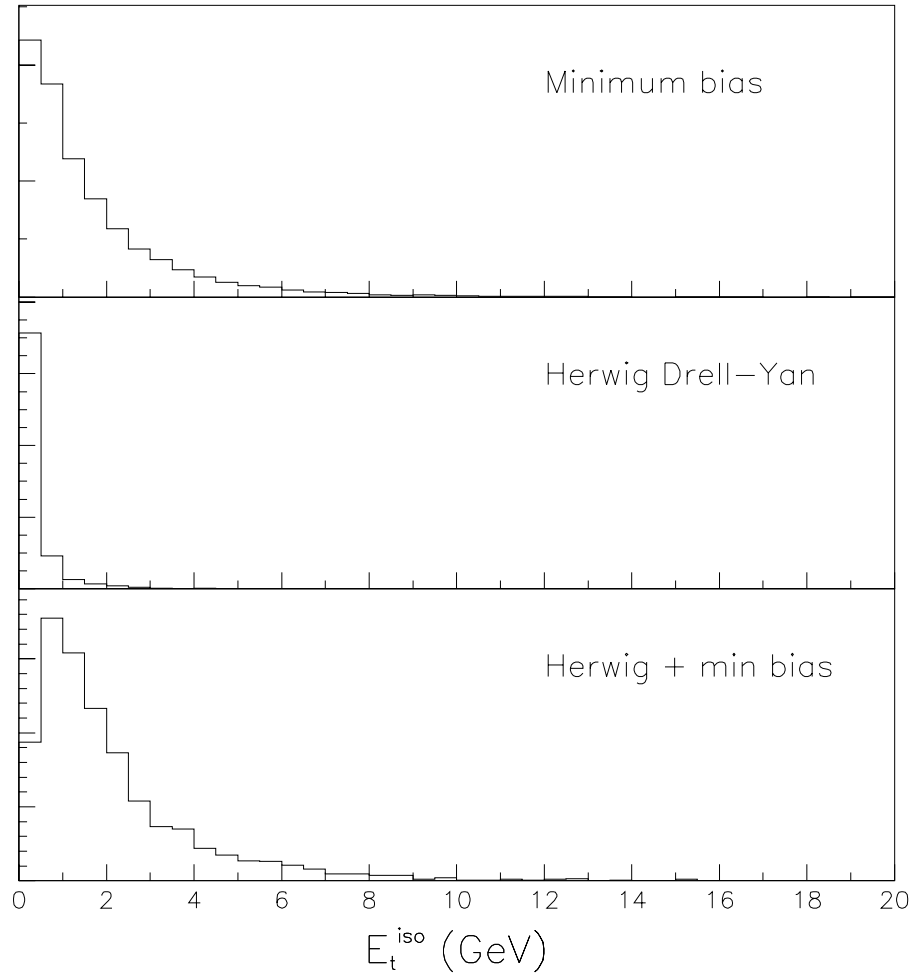 Minimum bias
Herwig Drell−Yan
Herwig + min bias
0 2 4 6 8 10 12 14 16 18 20
E_t^iso (GeV)